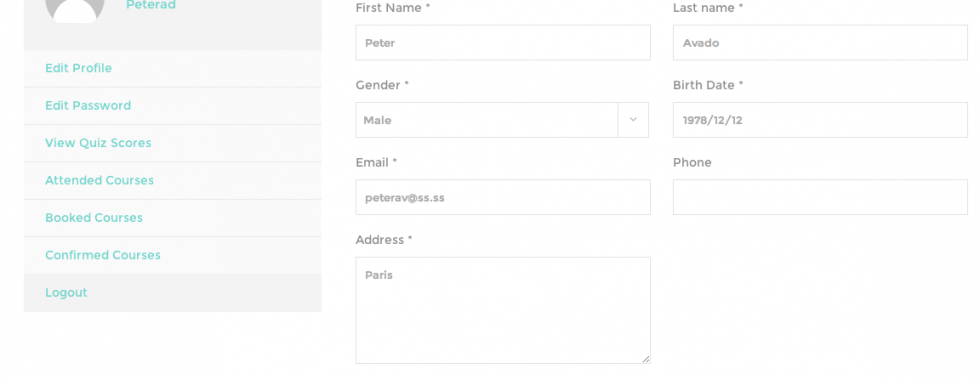 Peterad
Edit Profile
Edit Password
View Quiz Scores
Attended Courses
Booked Courses
Confirmed Courses
Logout
First Name *
Last name *
Peter
Avado
Gender *
Birth Date *
Male
1978/12/12
Email *
Phone
peterav@ss.ss
Address *
Paris